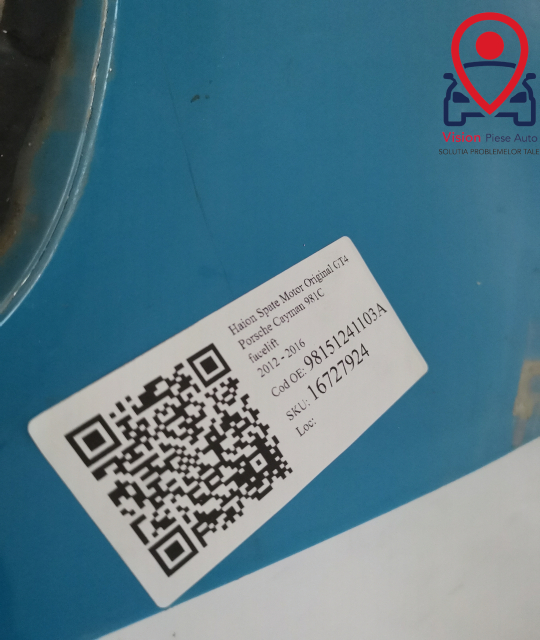 Vision Piese Auto
SOLUTIA PROBLEMELOR TALE
Haion Spate Motor Original GT4
Porsche Cayman 981C
facelift
2012 - 2016
Cod OE: 98151241103A
SKU: 16727924
Loc: